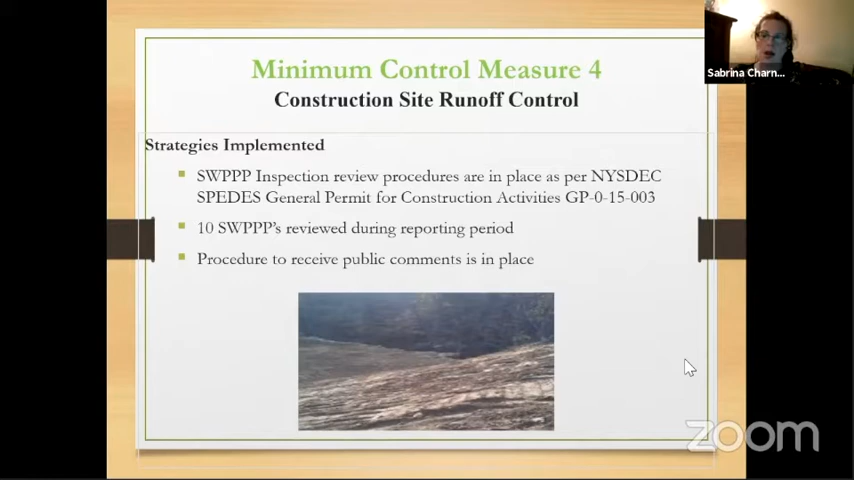 Minimum Control Measure 4
Construction Site Runoff Control
Sabrina Charn...
Strategies Implemented
SWPPP Inspection review procedures are in place as per NYSDEC
SPEDES General Permit for Construction Activities GP-0-15-003
10 SWPPP's reviewed during reporting period
Procedure to receive public comments is in place
zoom